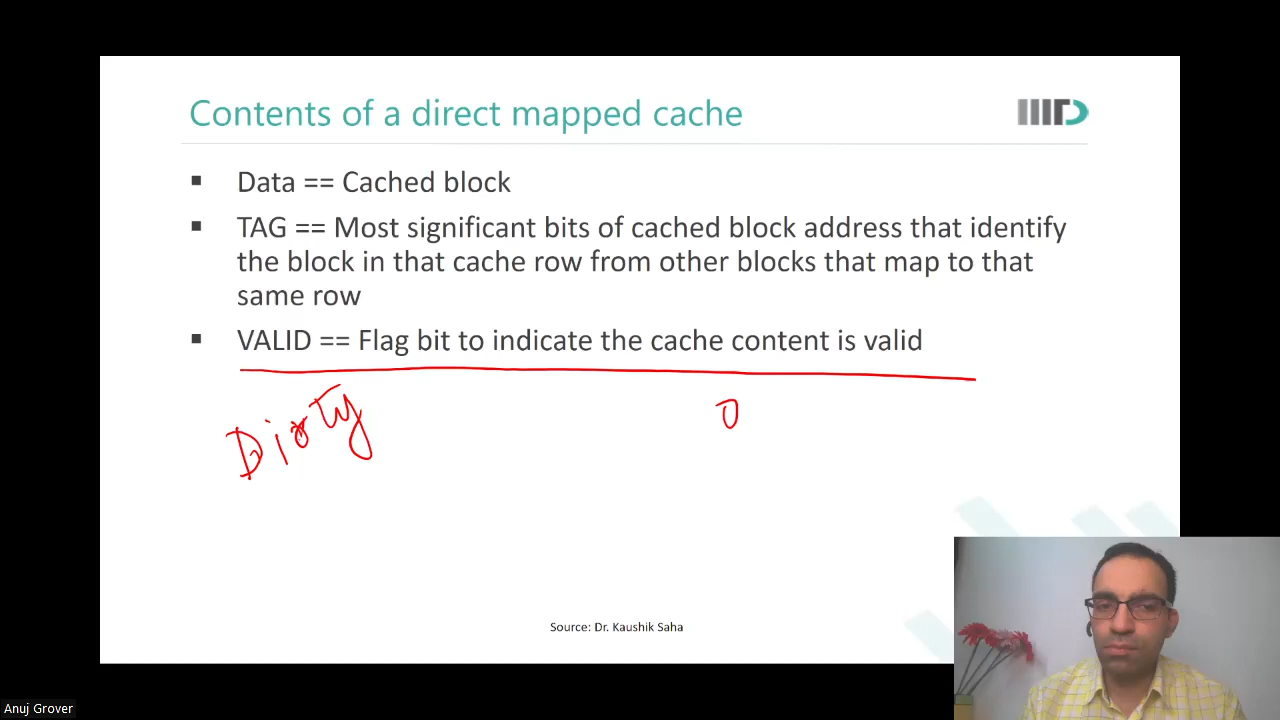 Contents of a direct mapped cache
IIITD
▪ Data == Cached block
▪ TAG == Most significant bits of cached block address that identify
the block in that cache row from other blocks that map to that
same row
▪ VALID == Flag bit to indicate the cache content is valid
Dirty
0
Source: Dr. Kaushik Saha
Anuj Grover